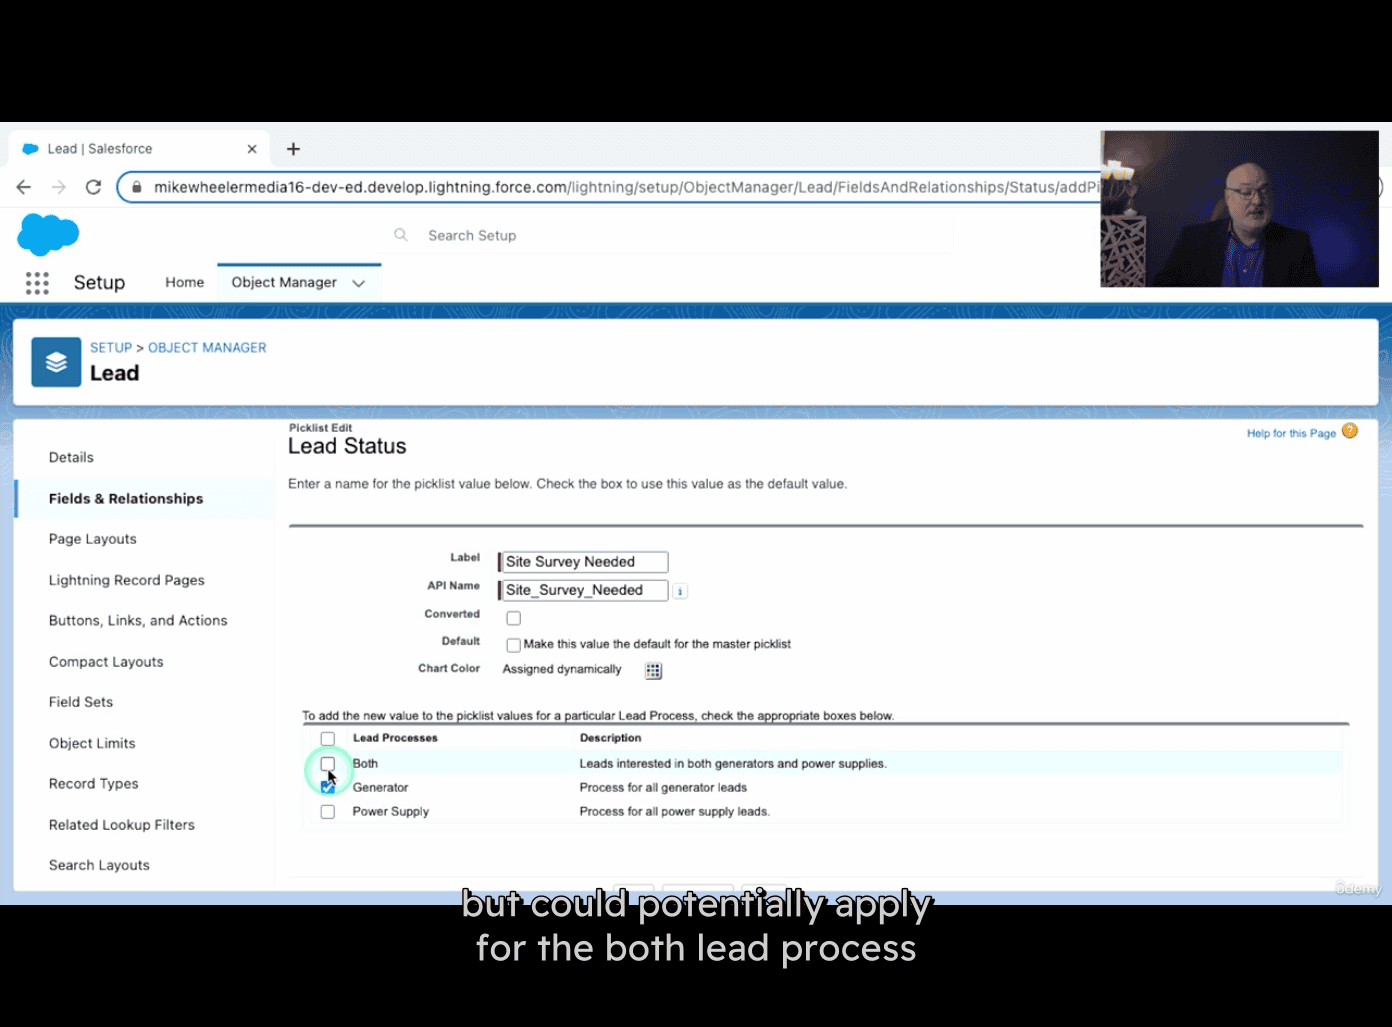 Lead | Salesforce
mikewheelermedia16-dev-ed.develop.lightning.force.com/lightning/setup/ObjectManager/Lead/FieldsAndRelationships/Status/addPi
Search Setup
Setup
Home
Object Manager
SETUP > OBJECT MANAGER
Lead
Details
Fields & Relationships
Page Layouts
Lightning Record Pages
Buttons, Links, and Actions
Compact Layouts
Field Sets
Object Limits
Record Types
Related Lookup Filters
Search Layouts
Picklist Edit
Lead Status
Help for this Page
Enter a name for the picklist value below. Check the box to use this value as the default value.
Label Site Survey Needed
API Name Site_Survey_Needed i
Converted
Default Make this value the default for the master picklist
Chart Color Assigned dynamically
To add the new value to the picklist values for a particular Lead Process, check the appropriate boxes below.
Lead Processes Description
Both Leads interested in both generators and power supplies.
Generator Process for all generator leads
Power Supply Process for all power supply leads.
Udemy
but could potentially apply
for the both lead process